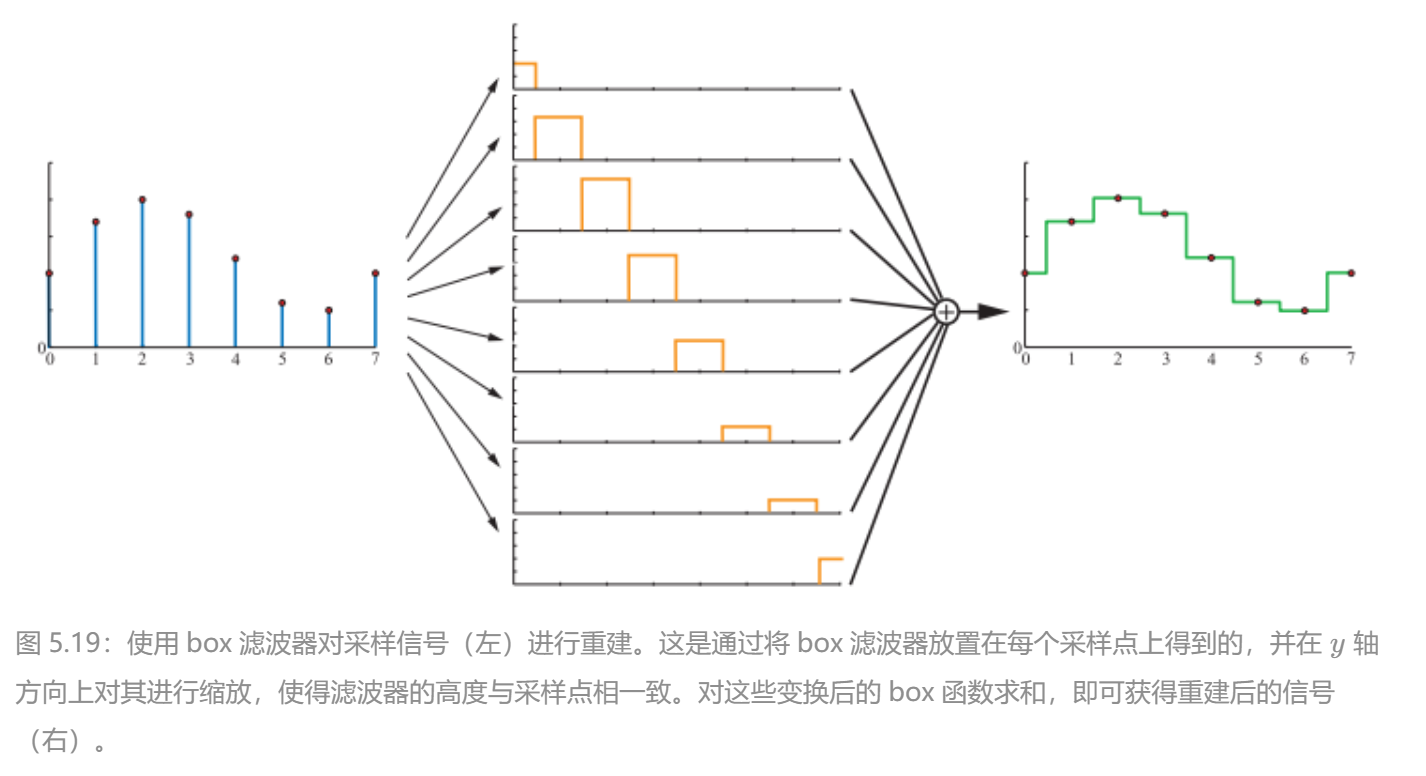 0
0 1 2 3 4 5 6 7
0
0 1 2 3 4 5 6 7
图 5.19：使用 box 滤波器对采样信号（左）进行重建。这是通过将 box 滤波器放置在每个采样点上得到的，并在 y 轴
方向上对其进行缩放，使得滤波器的高度与采样点相一致。对这些变换后的 box 函数求和，即可获得重建后的信号
（右）。